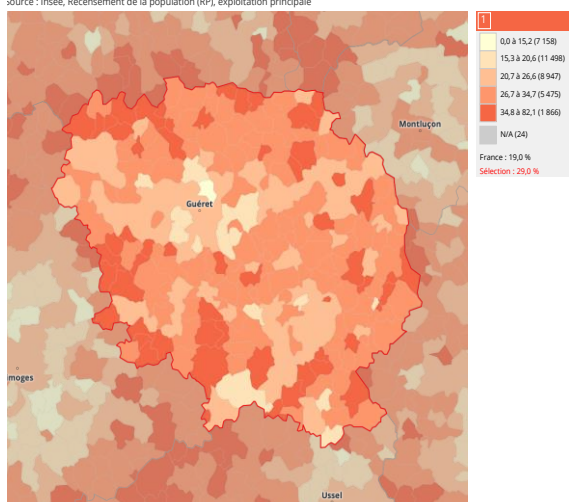 Source : Insee, Recensement de la population (RP), exploitation principale
1
0,0 à 15,2 (7 158)
15,3 à 20,6 (11 498)
20,7 à 26,6 (8 947)
26,7 à 34,7 (5 475)
34,8 à 82,1 (1 866)
N/A (24)
France : 19,0 %
Sélection : 29,0 %
Montluçon
Guéret
moges
Ussel